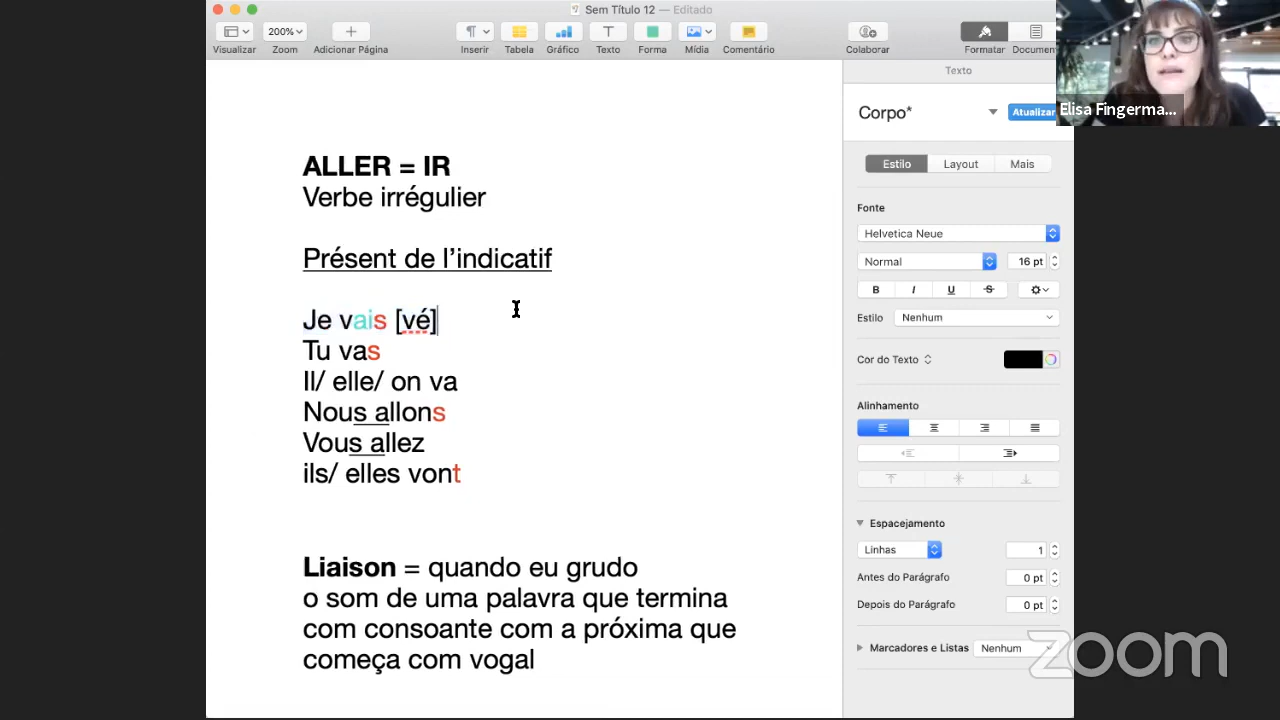 Sem Título 12 — Editado
Visualizar
200%
Zoom
Adicionar Página
Inserir
Tabela
Gráfico
Texto
Forma
Mídia
Comentário
Colaborar
Formatar
Documen
Texto
Corpo*
Atualizar
Elisa Fingerma...
Estilo
Layout
Mais
ALLER = IR
Verbe irrégulier
Présent de l’indicatif
Je vais [vé]
Tu vas
Il/ elle/ on va
Nous allons
Vous allez
ils/ elles vont
Liaison = quando eu grudo
o som de uma palavra que termina
com consoante com a próxima que
começa com vogal
Fonte
Helvetica Neue
Normal
16 pt
B I U S
Estilo
Nenhum
Cor do Texto
Alinhamento
Espacejamento
Linhas
1
Antes do Parágrafo
0 pt
Depois do Parágrafo
0 pt
Marcadores e Listas
Nenhum
zoom